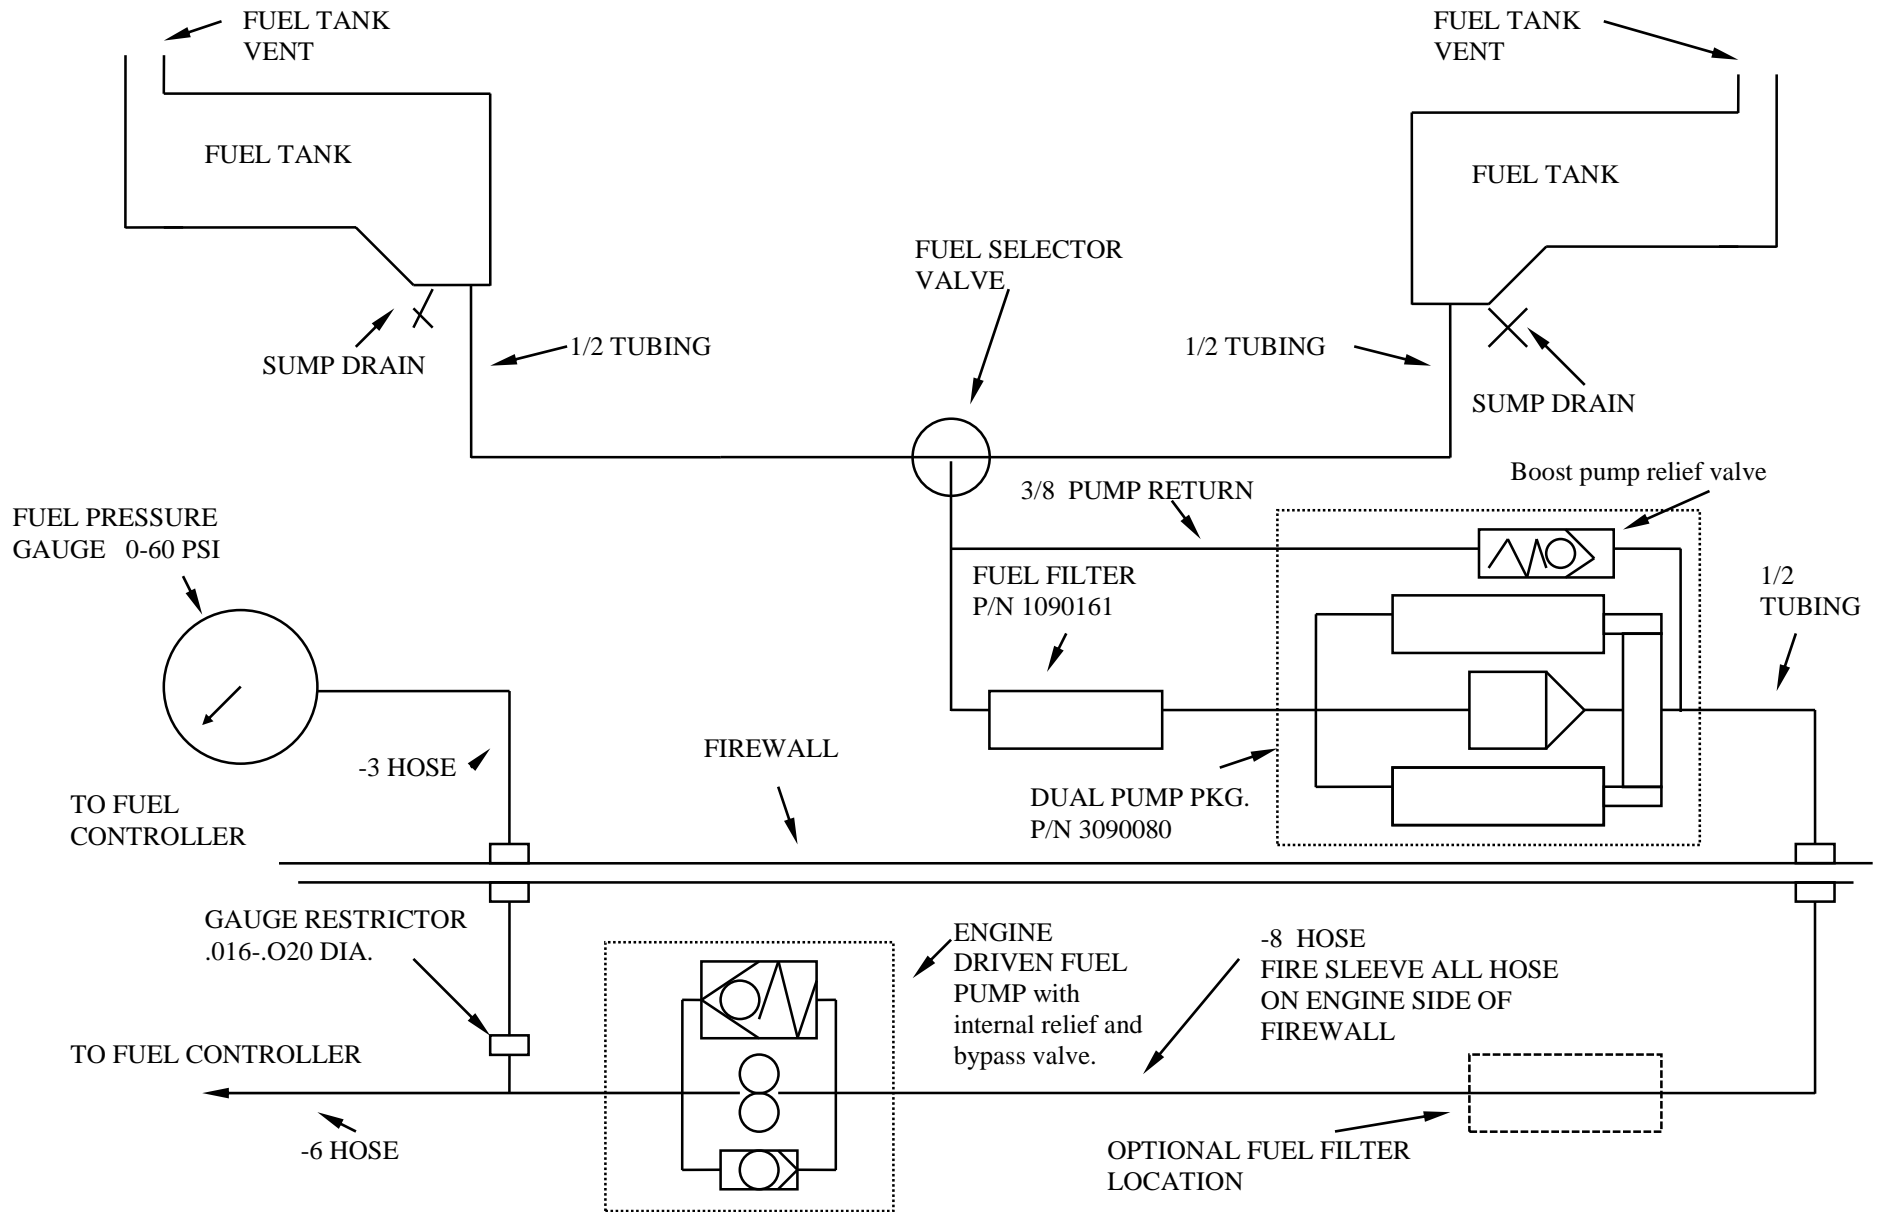 FUEL TANK
VENT
FUEL TANK
VENT
FUEL TANK
FUEL TANK
FUEL SELECTOR
VALVE
1/2 TUBING
1/2 TUBING
SUMP DRAIN
SUMP DRAIN
Boost pump relief valve
3/8  PUMP RETURN
FUEL PRESSURE
GAUGE   0-60 PSI
FUEL FILTER
P/N 1090161
1/2
TUBING
FIREWALL
-3 HOSE
DUAL PUMP PKG.
P/N 3090080
TO FUEL
CONTROLLER
GAUGE RESTRICTOR
.016-.O20 DIA.
ENGINE
DRIVEN FUEL
PUMP with
internal relief and
bypass valve.
-8  HOSE
FIRE SLEEVE ALL HOSE
ON ENGINE SIDE OF
FIREWALL
TO FUEL CONTROLLER
-6 HOSE
OPTIONAL FUEL FILTER
LOCATION